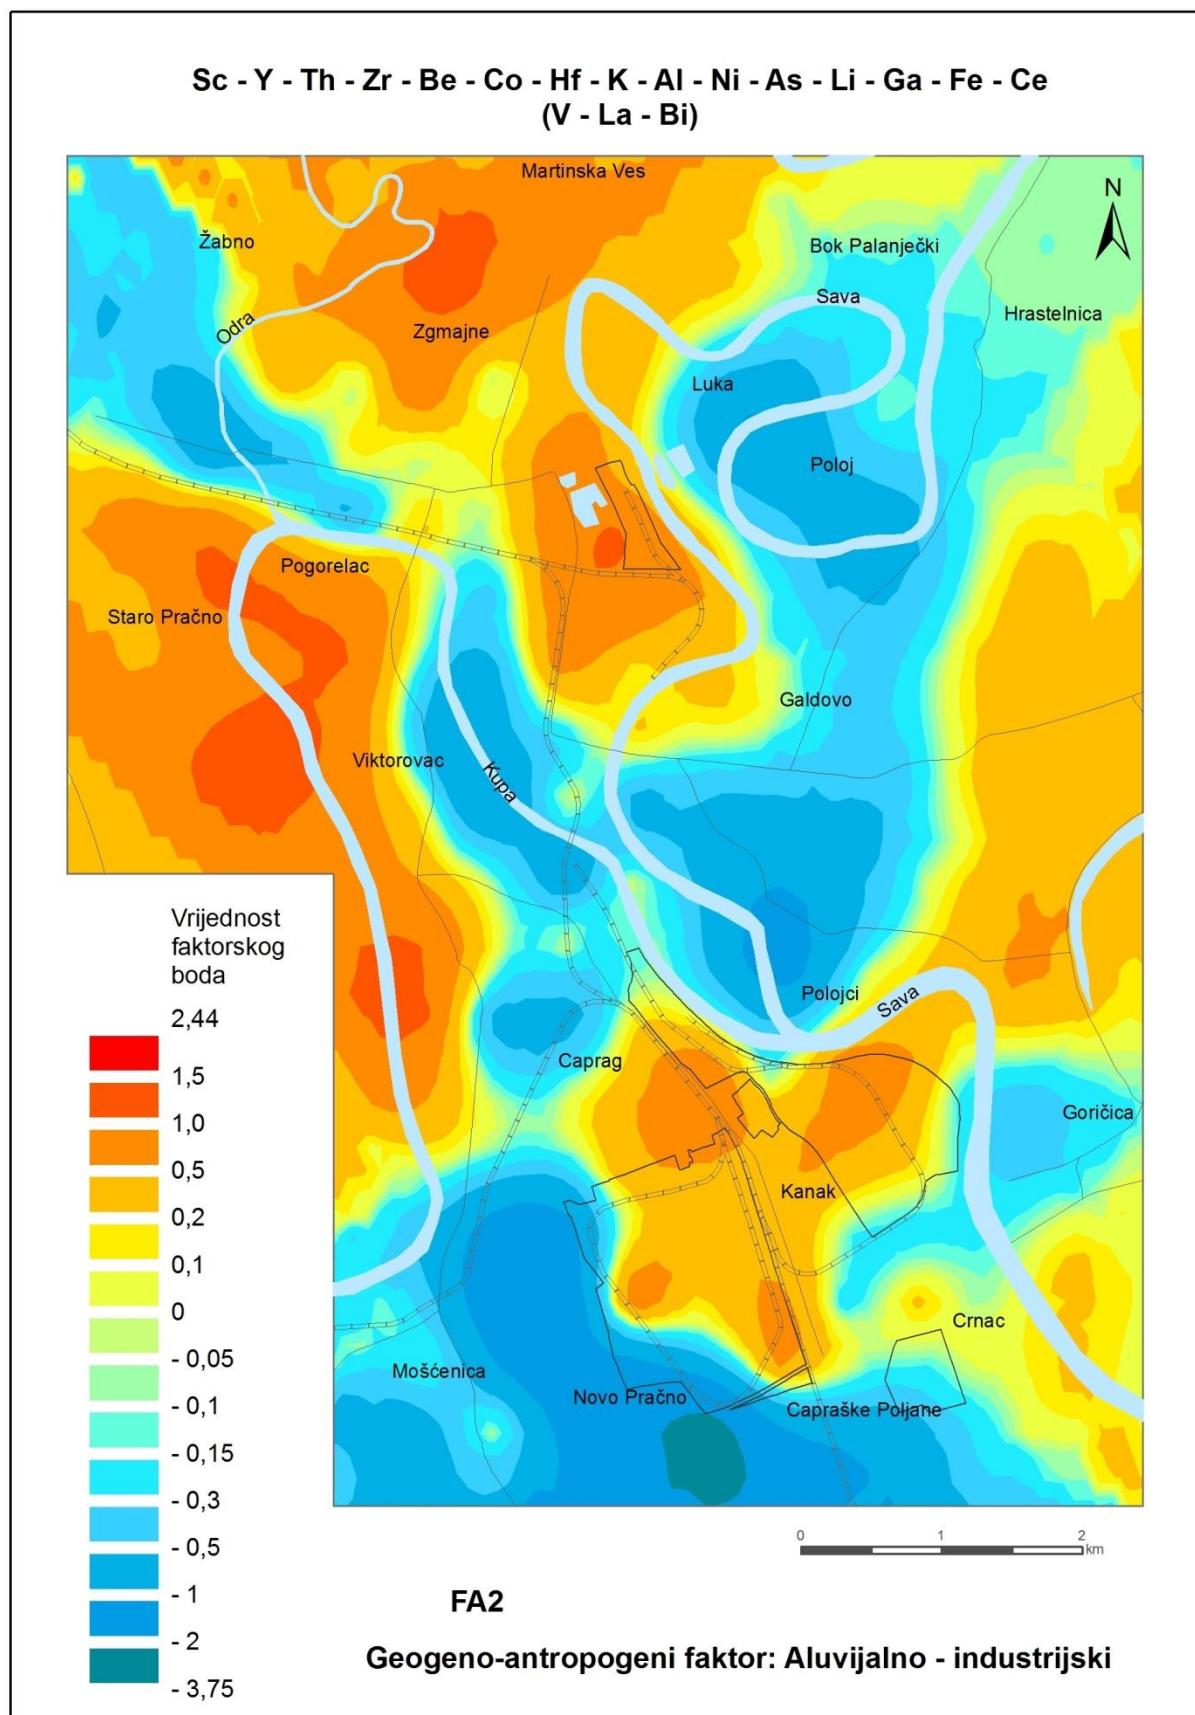 Sc - Y - Th - Zr - Be - Co - Hf - K - Al - Ni - As - Li - Ga - Fe - Ce
(V - La - Bi)
Martinska Ves
N
Žabno
Bok Palanječki
Sava
Hrastelnica
Odra
Zgmajne
Luka
Poloj
Pogorelac
Staro Pračno
Galdovo
Viktorovac
Kupa
Vrijednost
faktorskog
boda
2,44
1,5
1,0
0,5
0,2
0,1
0
- 0,05
- 0,1
- 0,15
- 0,3
- 0,5
- 1
- 2
- 3,75
Polojci
Sava
Caprag
Goričica
Kanak
Crnac
Mošćenica
Novo Pračno
Capraške Poljane
0 1 2
km
FA2
Geogeno-antropogeni faktor: Aluvijalno - industrijski